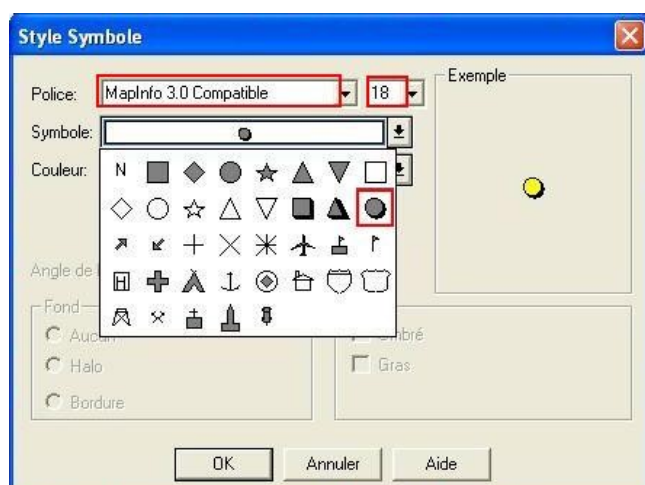 Style Symbole
Exemple
Police: MapInfo 3.0 Compatible 18
Symbole:
Couleur:
N
H
Angle de
Fond
Aucun
Halo
Gras
Bordure
OK Annuler Aide